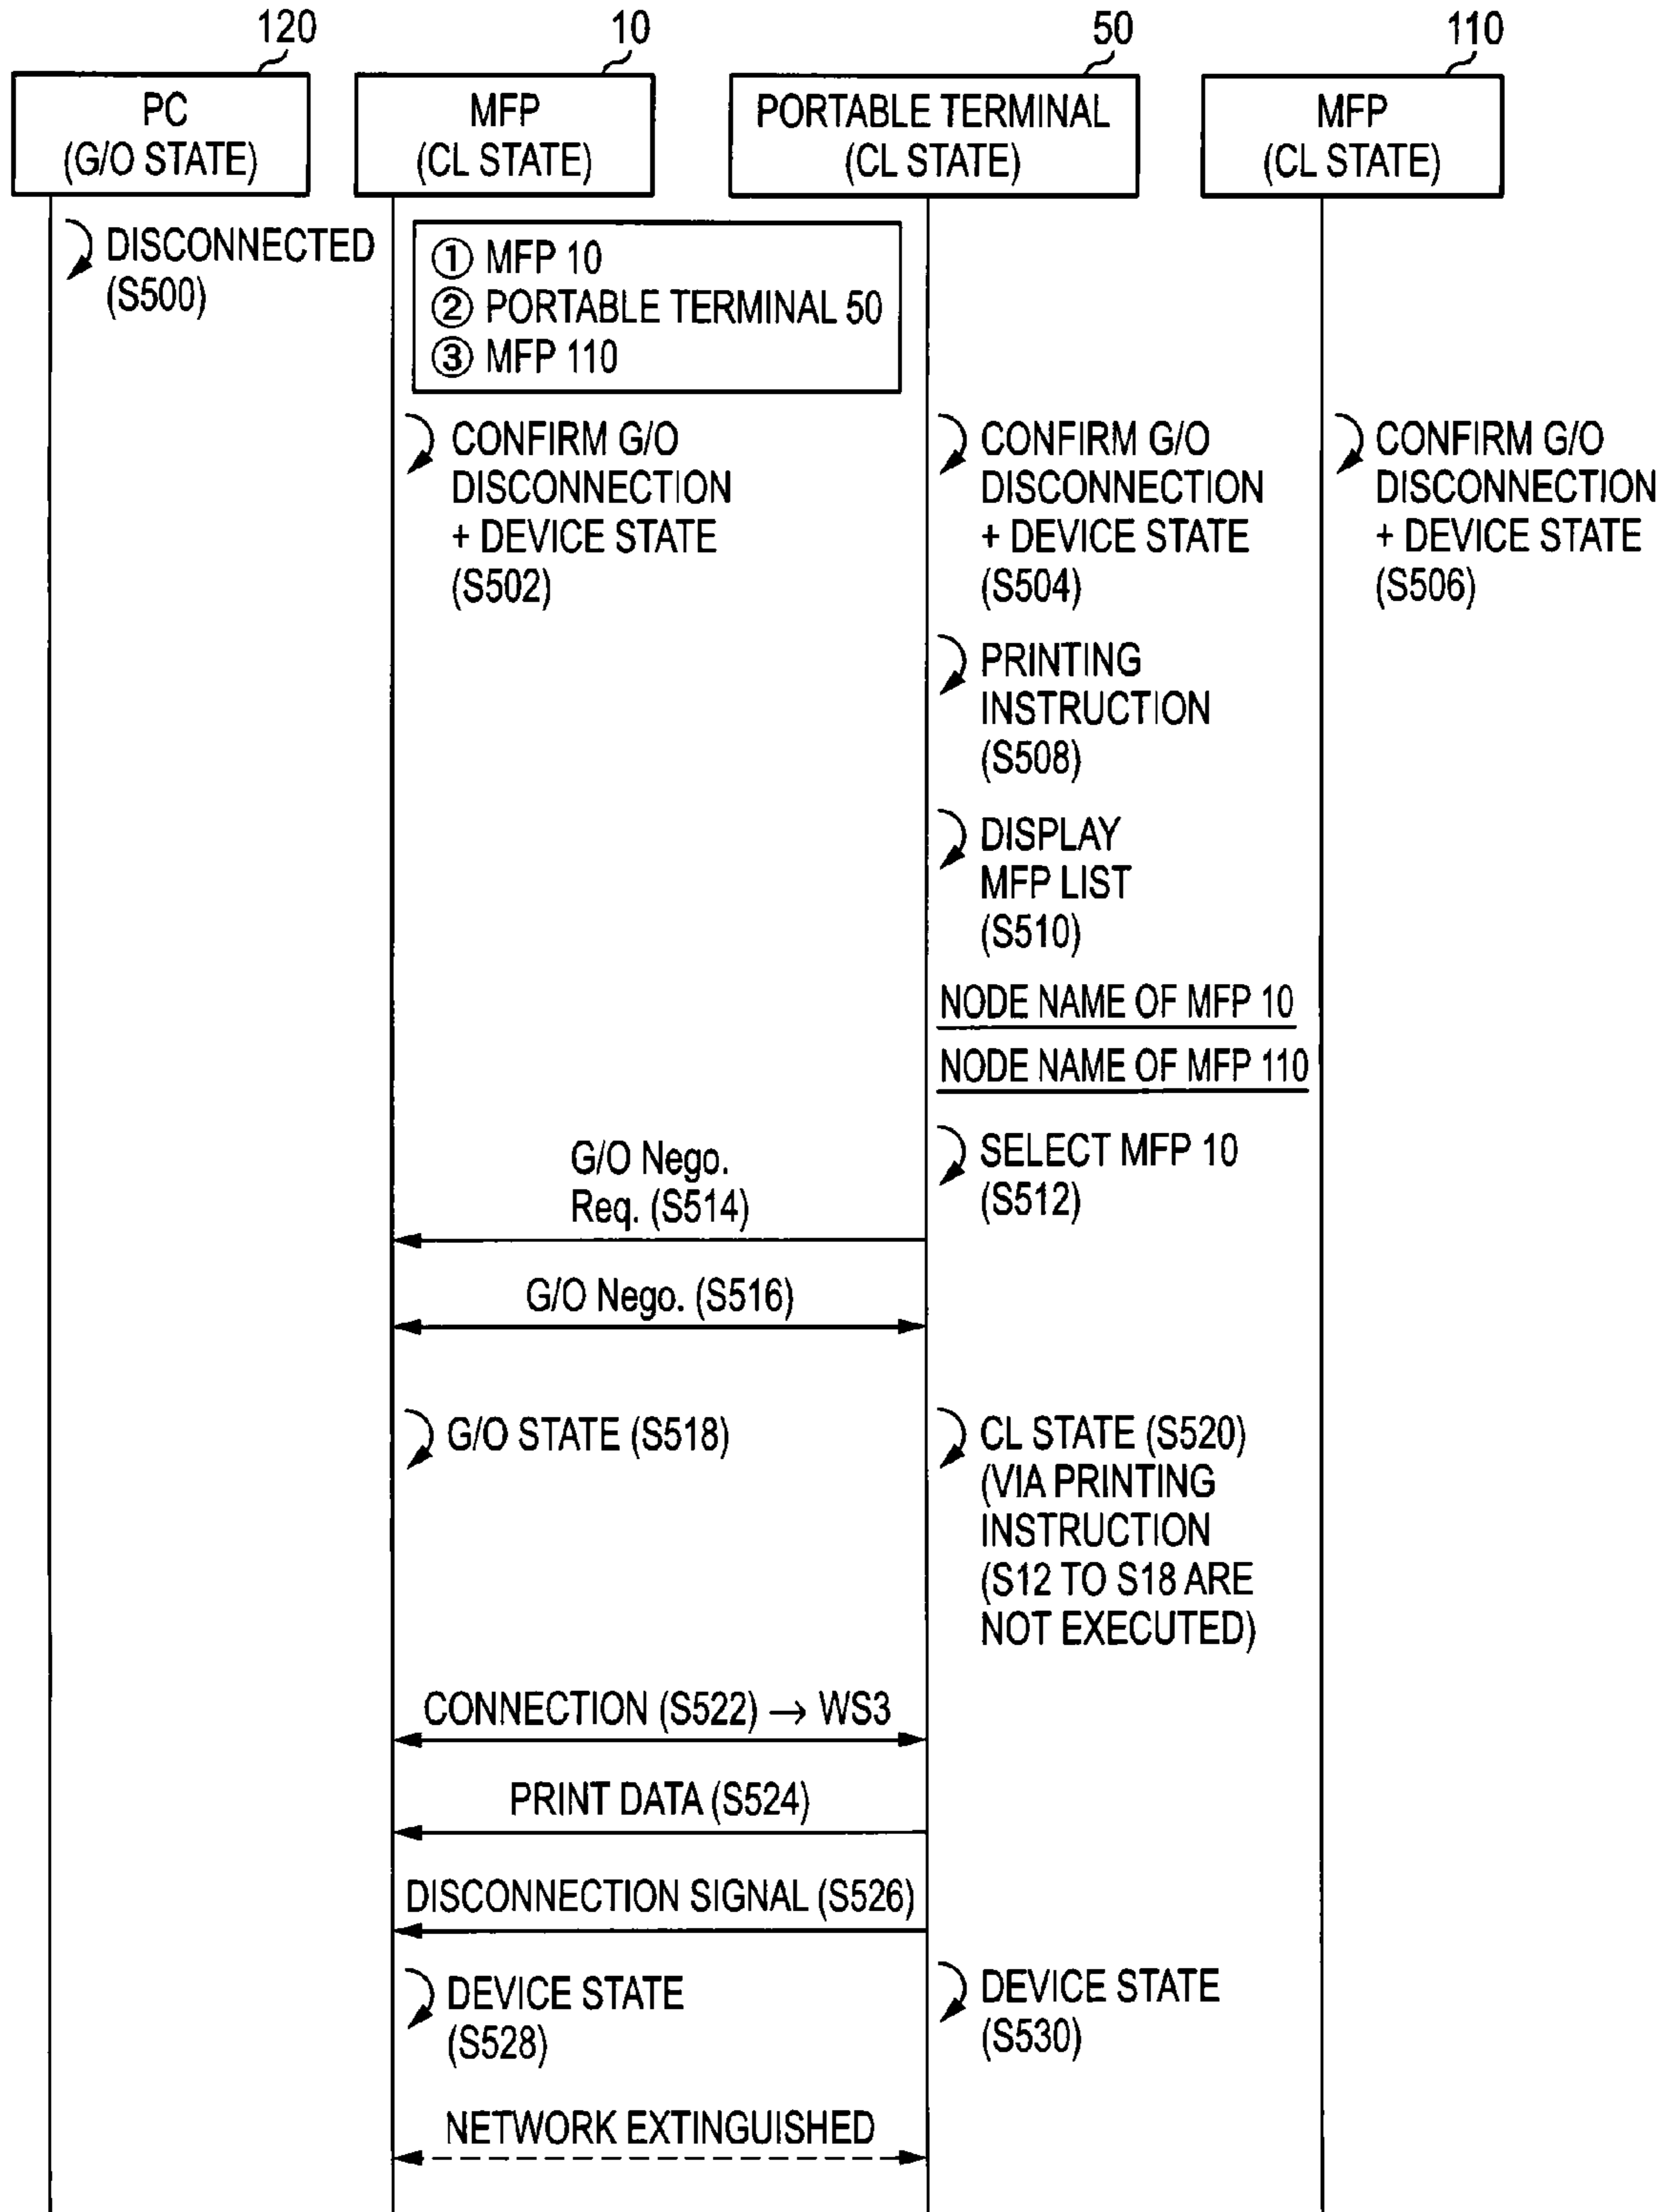 120
10
50
110
PC
(G/O STATE)
MFP
(CL STATE)
PORTABLE TERMINAL
(CL STATE)
MFP
(CL STATE)
DISCONNECTED
(S500)
① MFP 10
② PORTABLE TERMINAL 50
③ MFP 110
CONFIRM G/O
DISCONNECTION
+ DEVICE STATE
(S502)
CONFIRM G/O
DISCONNECTION
+ DEVICE STATE
(S504)
CONFIRM G/O
DISCONNECTION
+ DEVICE STATE
(S506)
PRINTING
INSTRUCTION
(S508)
DISPLAY
MFP LIST
(S510)
NODE NAME OF MFP 10
NODE NAME OF MFP 110
SELECT MFP 10
(S512)
G/O Nego.
Req. (S514)
G/O Nego. (S516)
G/O STATE (S518)
CL STATE (S520)
(VIA PRINTING
INSTRUCTION
(S12 TO S18 ARE
NOT EXECUTED)
CONNECTION (S522) → WS3
PRINT DATA (S524)
DISCONNECTION SIGNAL (S526)
DEVICE STATE
(S528)
DEVICE STATE
(S530)
NETWORK EXTINGUISHED